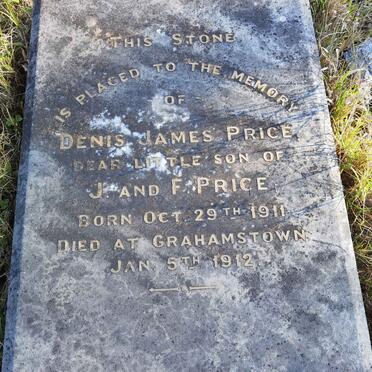 THIS STONE
IS PLACED TO THE MEMORY
OF
DENIS JAMES PRICE
DEAR LITTLE SON OF
J. AND F. PRICE
BORN OCT. 29TH 1911
DIED AT GRAHAMSTOWN
JAN. 5TH 1912